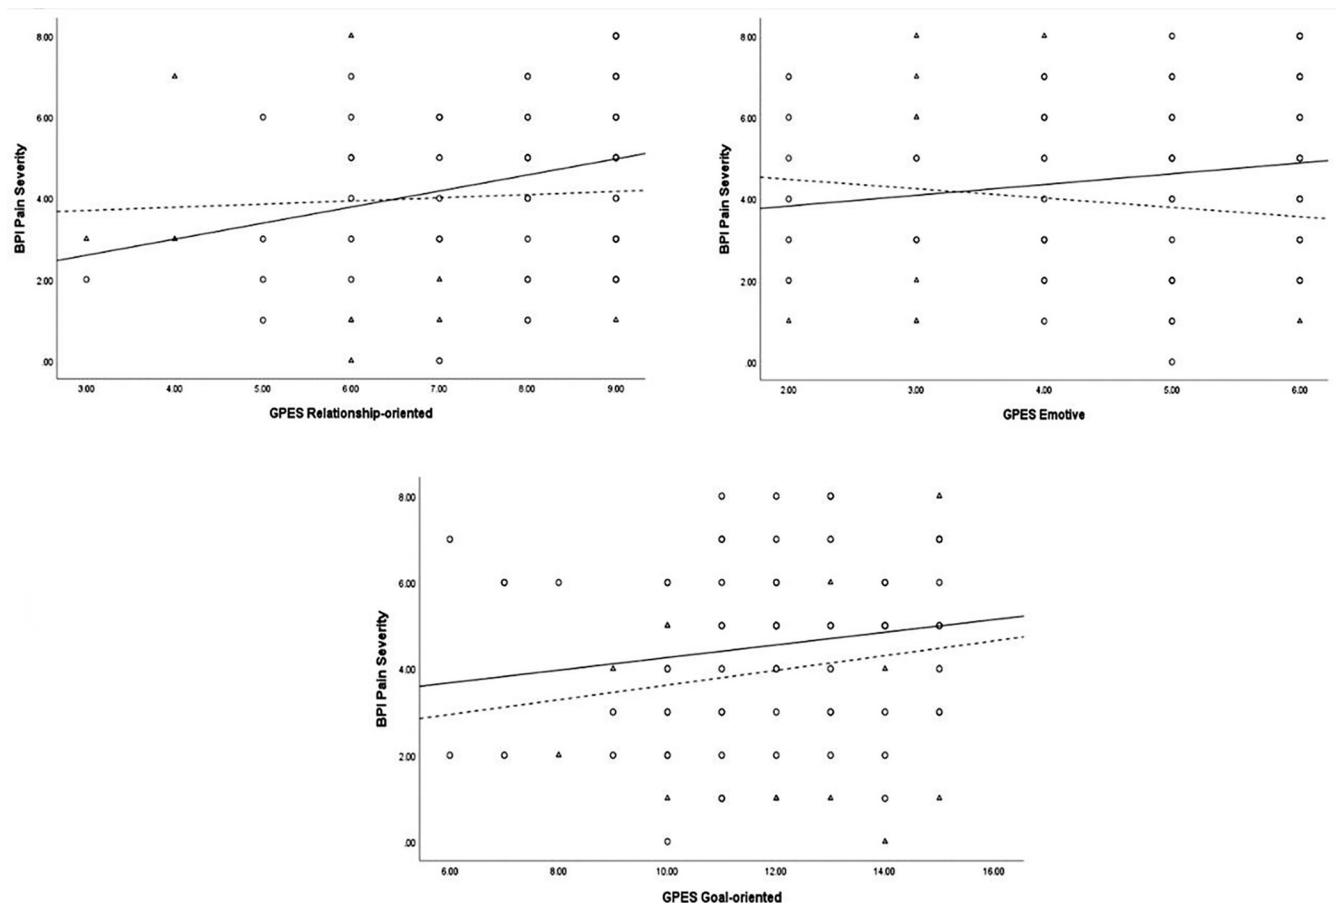 8.00
6.00
4.00
2.00
.00
BPI Pain Severity
3.00 4.00 5.00 6.00 7.00 8.00 9.00
GPES Relationship-oriented
8.00
6.00
4.00
2.00
.00
BPI Pain Severity
2.00 3.00 4.00 5.00 6.00
GPES Emotive
8.00
6.00
4.00
2.00
.00
BPI Pain Severity
6.00 8.00 10.00 12.00 14.00 16.00
GPES Goal-oriented